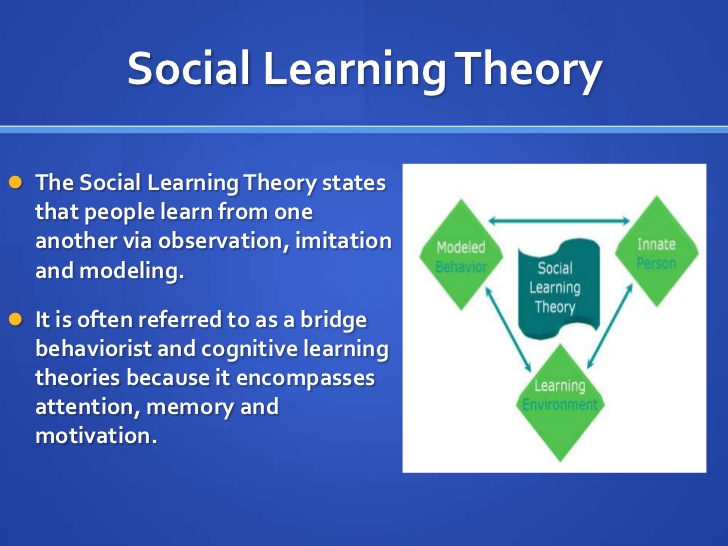 Social Learning Theory
The Social Learning Theory states
that people learn from one
another via observation, imitation
and modeling.
It is often referred to as a bridge
behaviorist and cognitive learning
theories because it encompasses
attention, memory and
motivation.
Modeled
Behavior
Social
Learning
Theory
Innate
Person
Learning
Environment